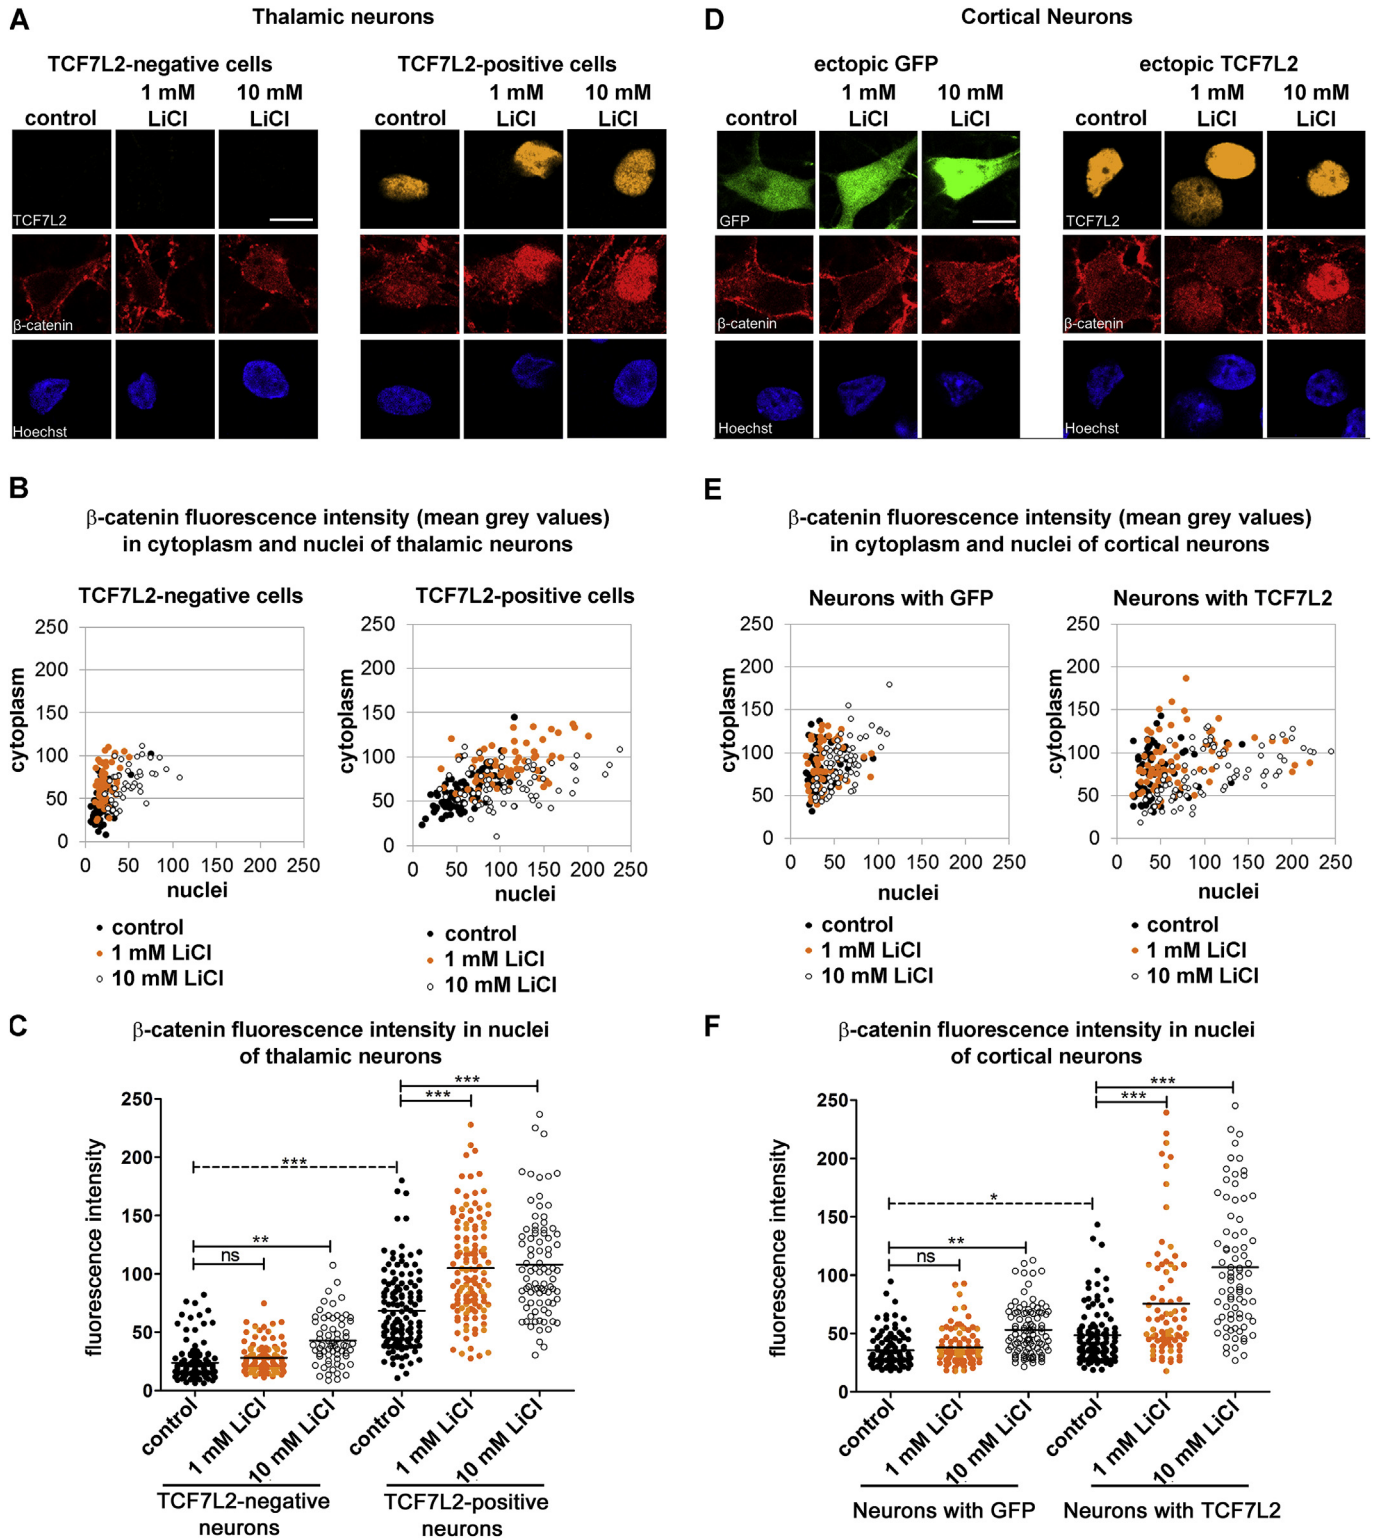 A
Thalamic neurons
TCF7L2-negative cells
TCF7L2-positive cells
control
1 mM
LiCl
10 mM
LiCl
control
1 mM
LiCl
10 mM
LiCl
TCF7L2
β-catenin
Hoechst
B
β-catenin fluorescence intensity (mean grey values)
in cytoplasm and nuclei of thalamic neurons
TCF7L2-negative cells
cytoplasm
250
200
150
100
50
0
0 50 100 150 200 250
nuclei
control
1 mM LiCl
10 mM LiCl
TCF7L2-positive cells
cytoplasm
250
200
150
100
50
0
0 50 100 150 200 250
nuclei
control
1 mM LiCl
10 mM LiCl
C
β-catenin fluorescence intensity in nuclei
of thalamic neurons
fluorescence intensity
250
200
150
100
50
0
***
**
ns
***
***
control
1 mM LiCl
10 mM LiCl
control
1 mM LiCl
10 mM LiCl
TCF7L2-negative
neurons
TCF7L2-positive
neurons
D
Cortical Neurons
ectopic GFP
ectopic TCF7L2
control
1 mM
LiCl
10 mM
LiCl
control
1 mM
LiCl
10 mM
LiCl
GFP
TCF7L2
β-catenin
β-catenin
Hoechst
Hoechst
E
β-catenin fluorescence intensity (mean grey values)
in cytoplasm and nuclei of cortical neurons
Neurons with GFP
cytoplasm
250
200
150
100
50
0
0 50 100 150 200 250
nuclei
control
1 mM LiCl
10 mM LiCl
Neurons with TCF7L2
cytoplasm
250
200
150
100
50
0
0 50 100 150 200 250
nuclei
control
1 mM LiCl
10 mM LiCl
F
β-catenin fluorescence intensity in nuclei
of cortical neurons
fluorescence intensity
250
200
150
100
50
0
*
**
ns
***
***
control
1 mM LiCl
10 mM LiCl
control
1 mM LiCl
10 mM LiCl
Neurons with GFP
Neurons with TCF7L2